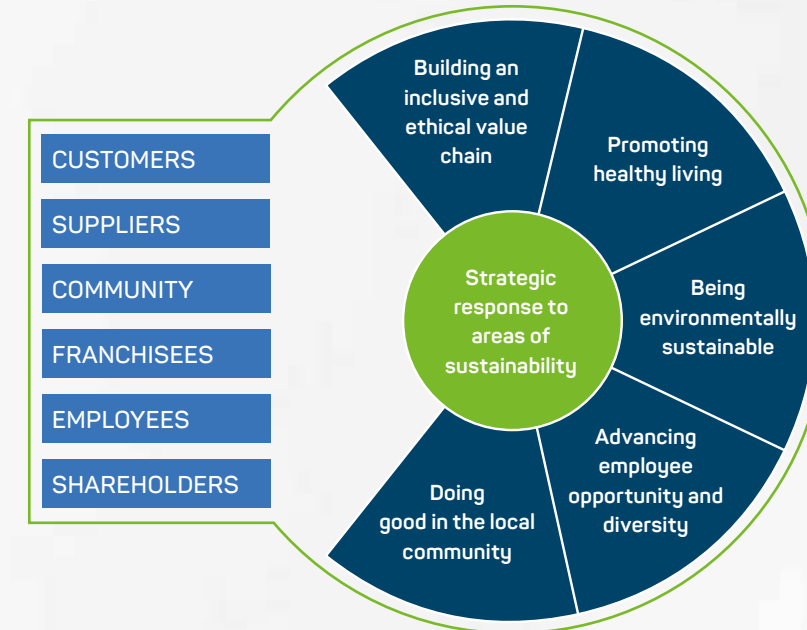 CUSTOMERS
SUPPLIERS
COMMUNITY
FRANCHISEES
EMPLOYEES
SHAREHOLDERS
Building an
inclusive and
ethical value
chain
Promoting
healthy living
Being
environmentally
sustainable
Advancing
employee
opportunity and
diversity
Doing
good in the local
community
Strategic
response to
areas of
sustainability